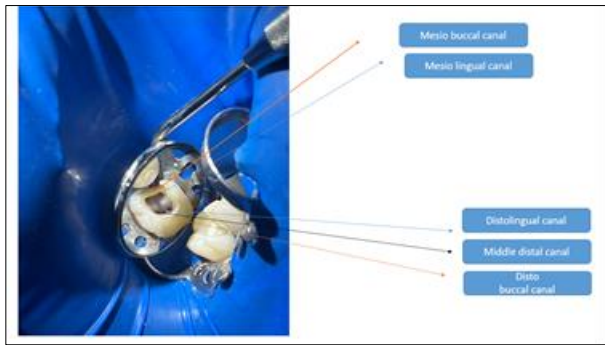 Mesio buccal canal
Mesio lingual canal
Distolingual canal
Middle distal canal
Disto
buccal canal